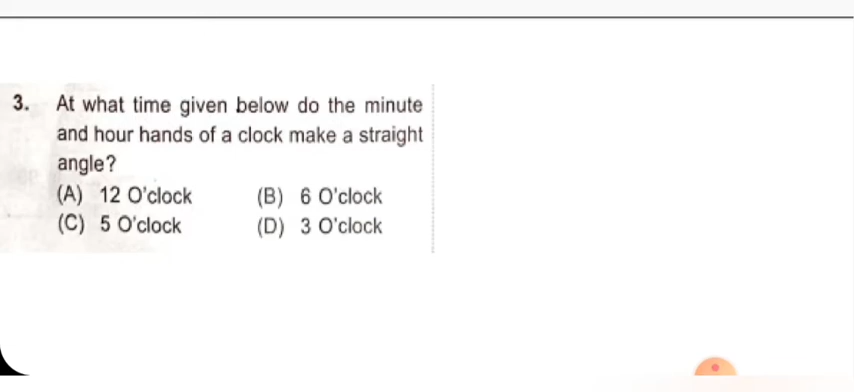 3. At what time given below do the minute
and hour hands of a clock make a straight
angle?
(A) 12 O'clock (B) 6 O'clock
(C) 5 O'clock (D) 3 O'clock